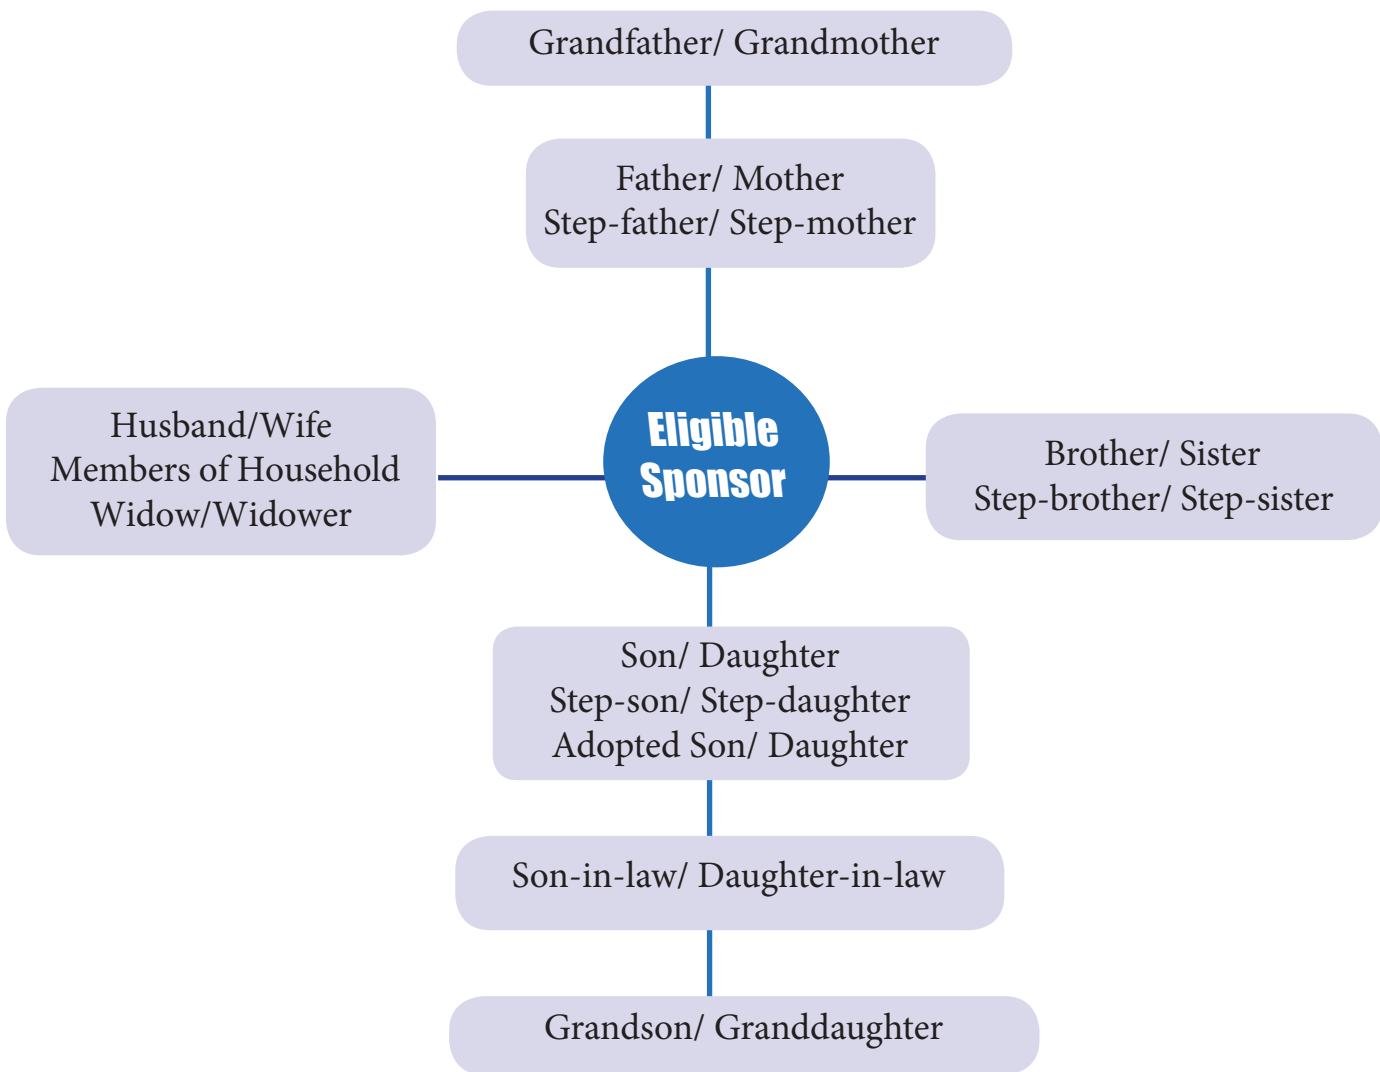 Grandfather/ Grandmother
Father/ Mother
Step-father/ Step-mother
Husband/Wife
Members of Household
Widow/Widower
Eligible
Sponsor
Brother/ Sister
Step-brother/ Step-sister
Son/ Daughter
Step-son/ Step-daughter
Adopted Son/ Daughter
Son-in-law/ Daughter-in-law
Grandson/ Granddaughter